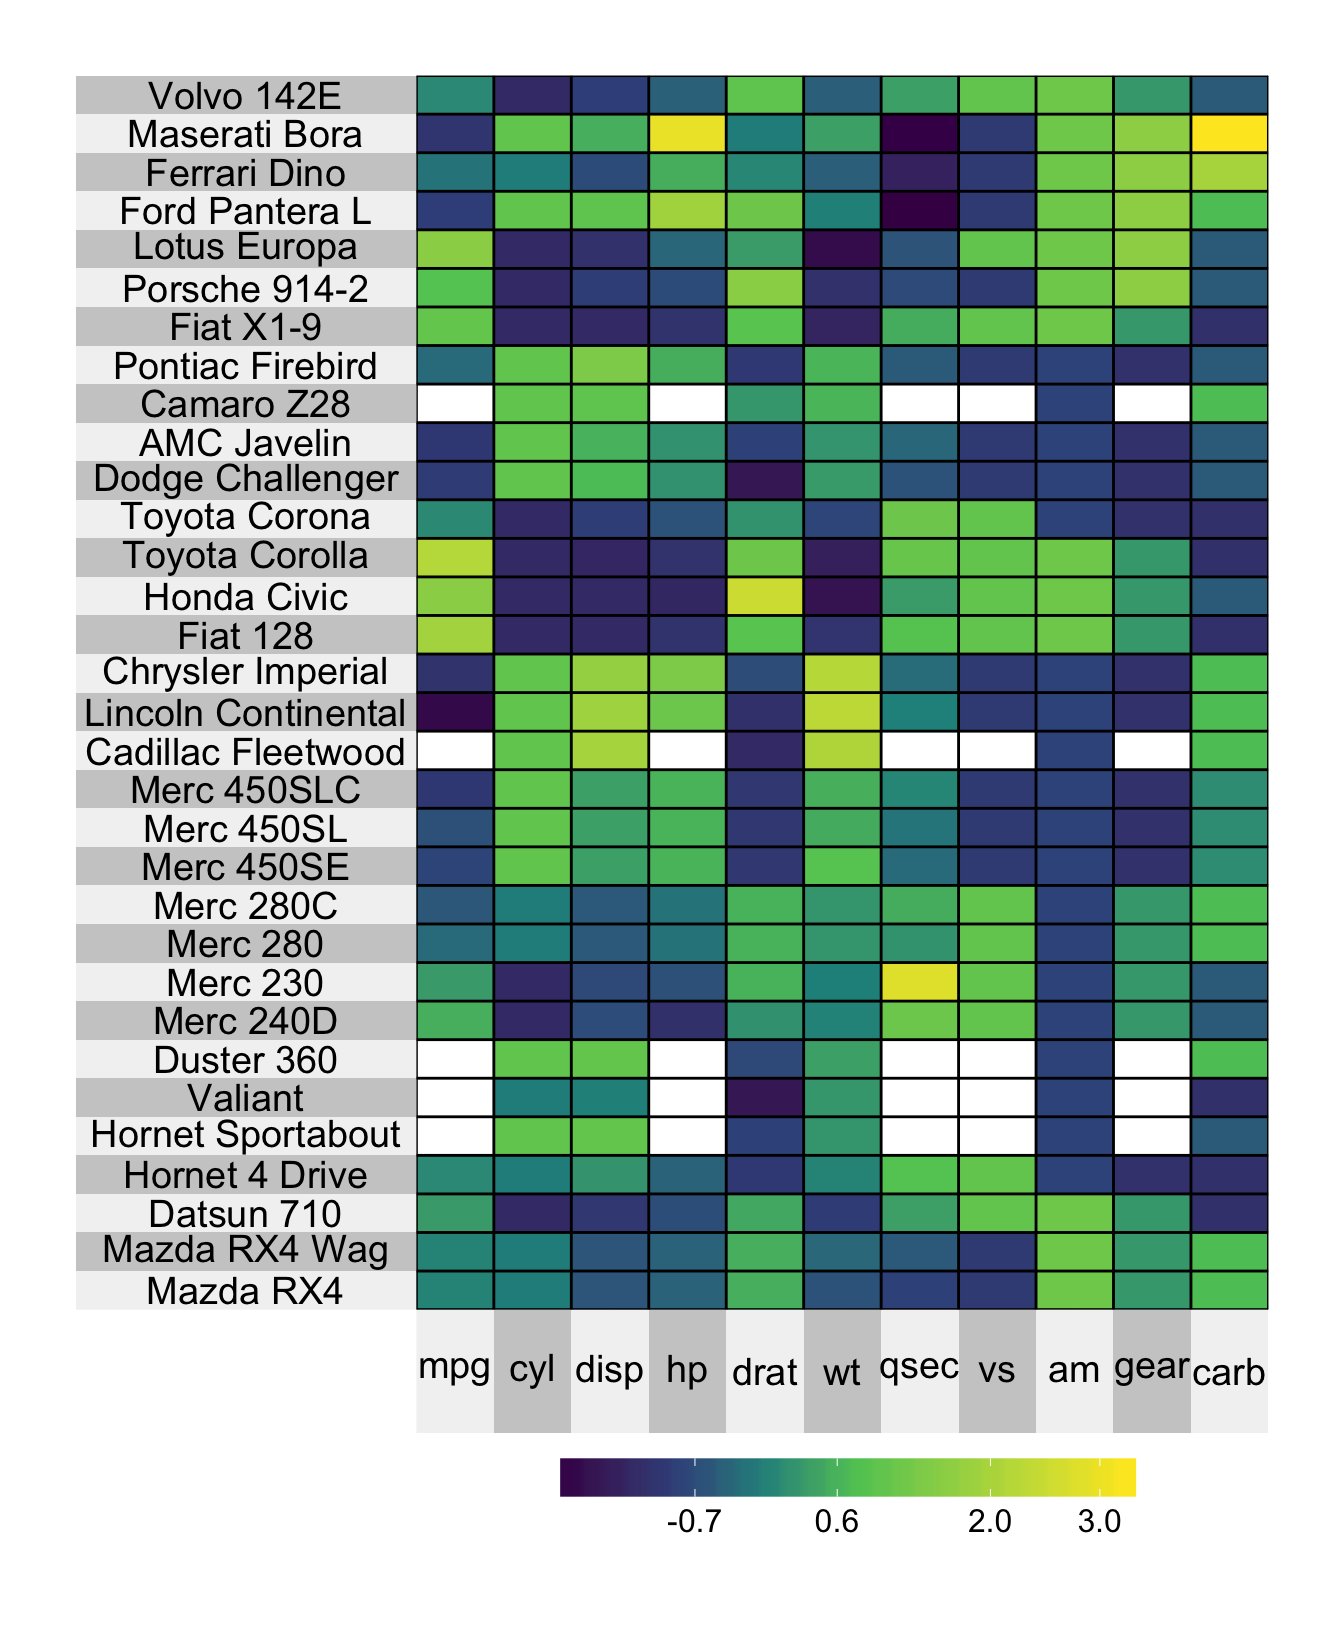 Volvo 142E
Maserati Bora
Ferrari Dino
Ford Pantera L
Lotus Europa
Porsche 914-2
Fiat X1-9
Pontiac Firebird
Camaro Z28
AMC Javelin
Dodge Challenger
Toyota Corona
Toyota Corolla
Honda Civic
Fiat 128
Chrysler Imperial
Lincoln Continental
Cadillac Fleetwood
Merc 450SLC
Merc 450SL
Merc 450SE
Merc 280C
Merc 280
Merc 230
Merc 240D
Duster 360
Valiant
Hornet Sportabout
Hornet 4 Drive
Datsun 710
Mazda RX4 Wag
Mazda RX4
mpg cyl disp hp drat wt qsec vs am gear carb
-0.7 0.6 2.0 3.0